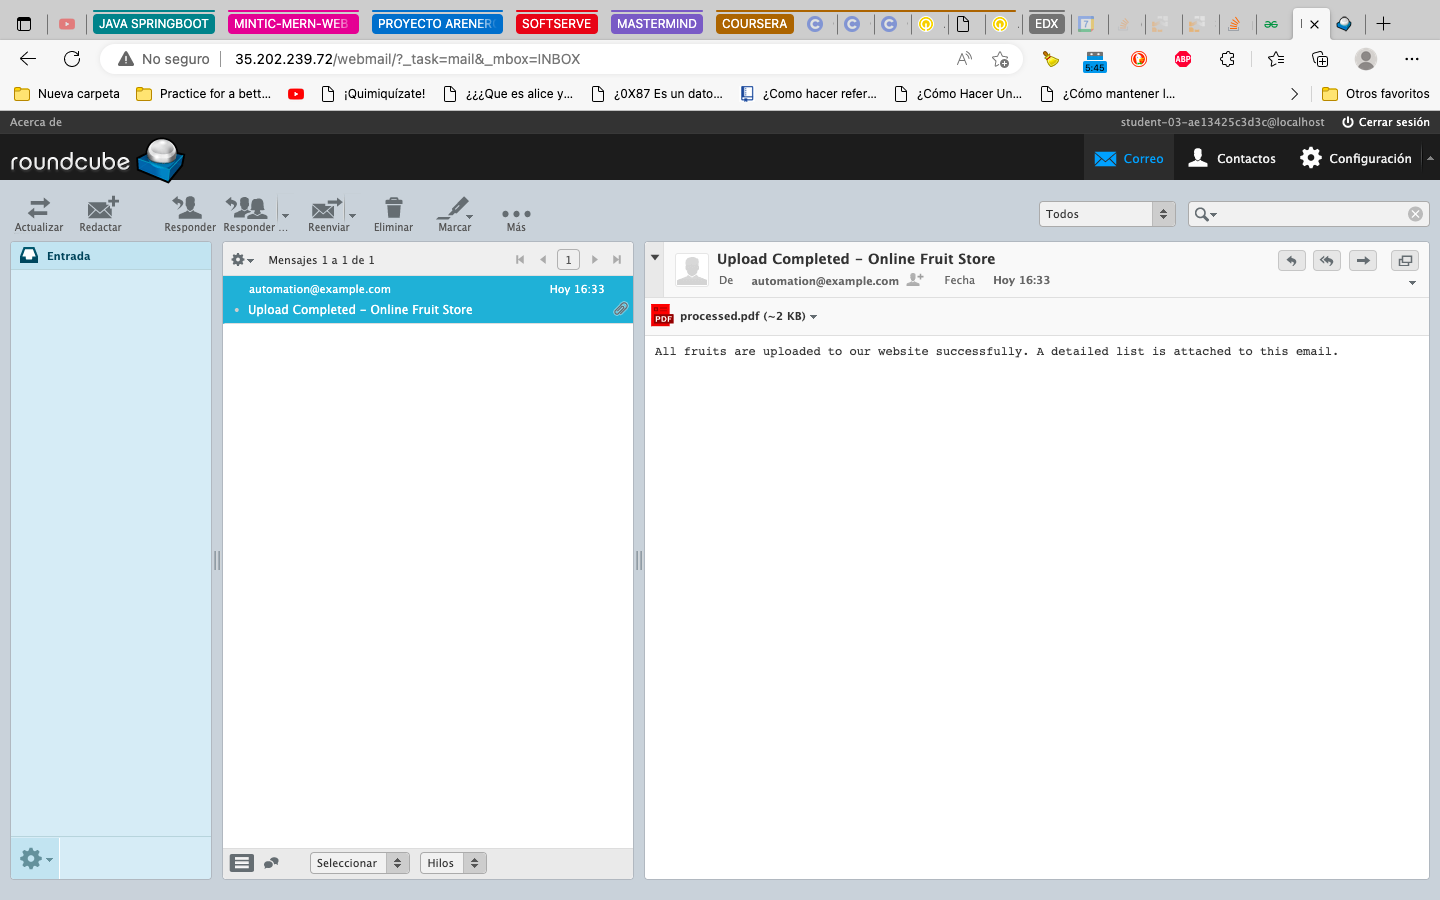 JAVA SPRINGBOOT MINTIC-MERN-WEB PROYECTO ARENER SOFTSERVE MASTERMIND COURSERA EDX
No seguro 35.202.239.72/webmail/?_task=mail&_mbox=INBOX
5:45 ABP
Nueva carpeta Practice for a bett... ¡Quimiquízate! ¿¿¿Que es alice y... ¿0X87 Es un dato... ¿Como hacer refer... ¿Cómo Hacer Un... ¿Cómo mantener l... Otros favoritos
Acerca de student-03-ae13425c3d3c@localhost Cerrar sesión
roundcube Correo Contactos Configuración
Actualizar Redactar Responder Responder ... Reenviar Eliminar Marcar Más Todos
Entrada
Mensajes 1 a 1 de 1 1
automation@example.com Hoy 16:33
Upload Completed - Online Fruit Store
Upload Completed - Online Fruit Store
De automation@example.com Fecha Hoy 16:33
PDF processed.pdf (~2 KB)
All fruits are uploaded to our website successfully. A detailed list is attached to this email.
Seleccionar Hilos